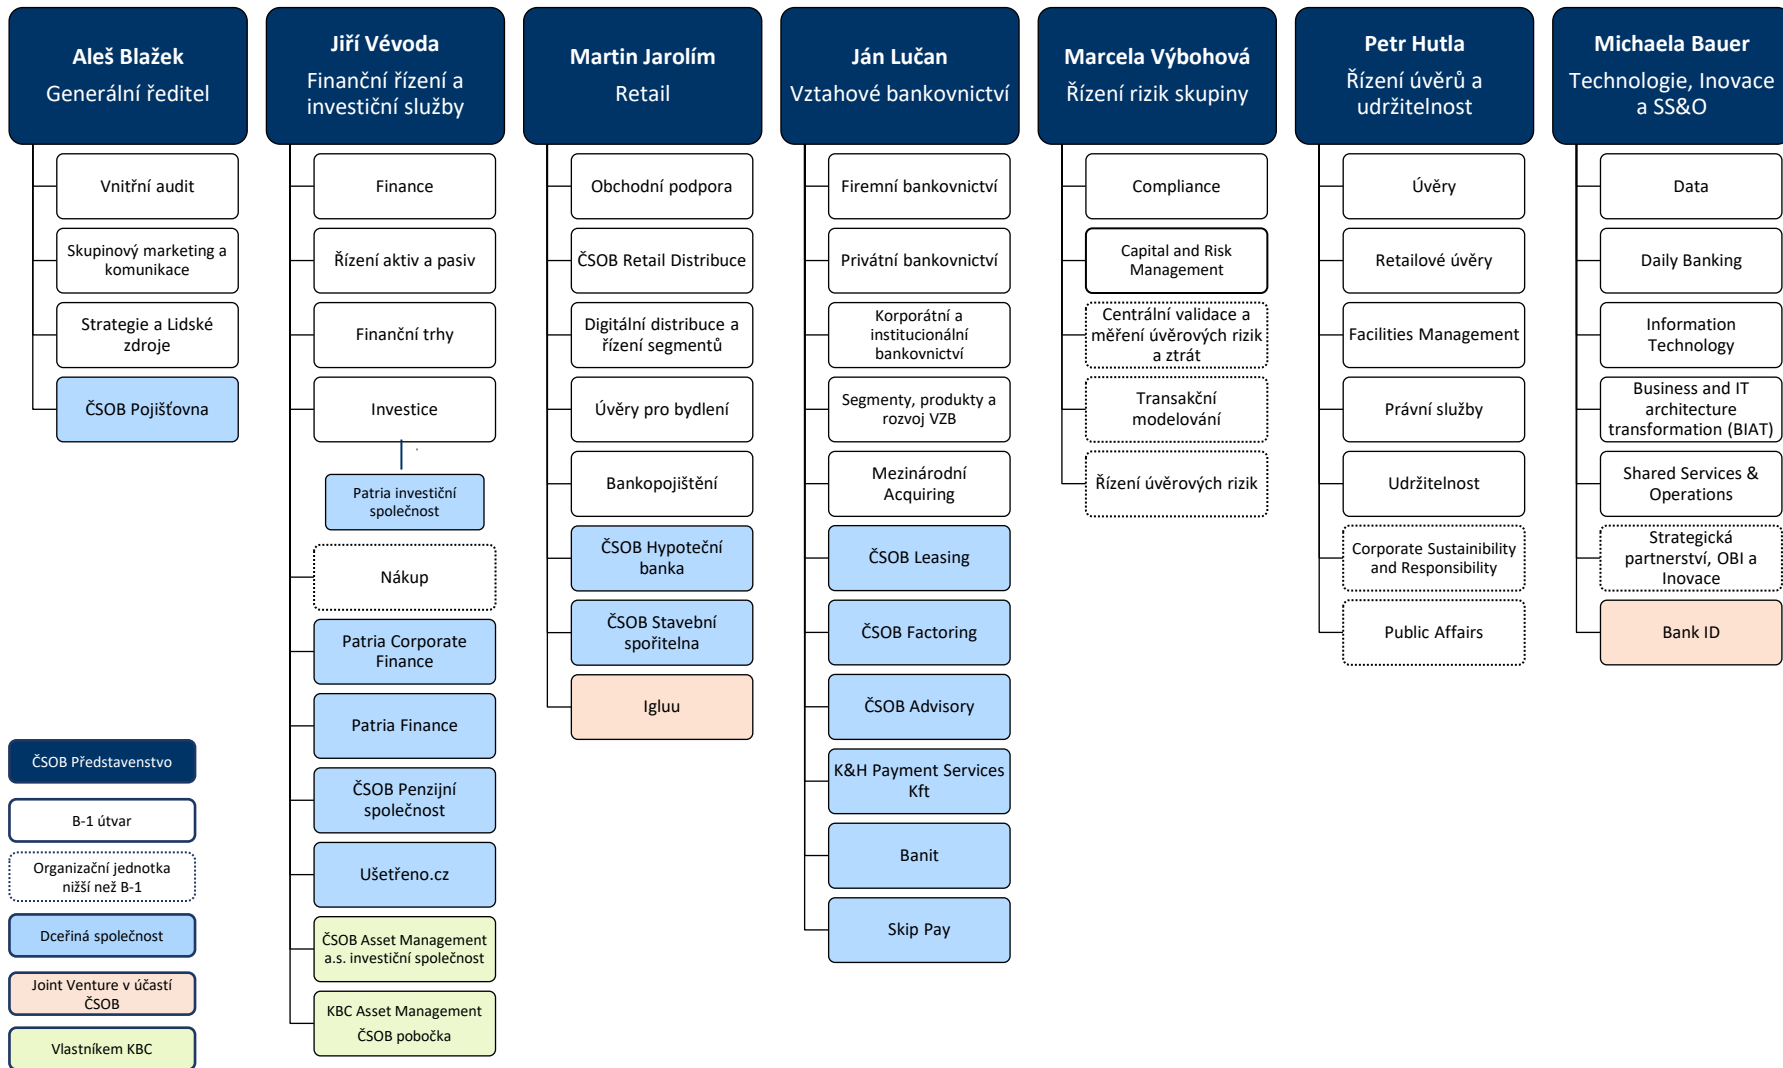 Aleš Blažek
Generální ředitel
Vnitřní audit
Skupinový marketing a
komunikace
Strategie a Lidské
zdroje
ČSOB Pojišťovna
Jiří Vévoda
Finanční řízení a
investiční služby
Finance
Řízení aktiv a pasiv
Finanční trhy
Investice
Patria investiční
společnost
Nákup
Patria Corporate
Finance
Patria Finance
ČSOB Penzijní
společnost
Ušetřeno.cz
ČSOB Asset Management
a.s. investiční společnost
KBC Asset Management
ČSOB pobočka
Martin Jarolím
Retail
Obchodní podpora
ČSOB Retail Distribuce
Digitální distribuce a
řízení segmentů
Úvěry pro bydlení
Bankopojištění
ČSOB Hypoteční
banka
ČSOB Stavební
spořitelna
Igluu
Ján Lučan
Vztahové bankovnictví
Firemní bankovnictví
Privátní bankovnictví
Korporátní a
institucionální
bankovnictví
Segmenty, produkty a
rozvoj VZB
Mezinárodní
Acquiring
ČSOB Leasing
ČSOB Factoring
ČSOB Advisory
K&H Payment Services
Kft
Banit
Skip Pay
Marcela Výbohová
Řízení rizik skupiny
Compliance
Capital and Risk
Management
Centrální validace a
měření úvěrových rizik
a ztrát
Transakční
modelování
Řízení úvěrových rizik
Petr Hutla
Řízení úvěrů a
udržitelnost
Úvěry
Retailové úvěry
Facilities Management
Právní služby
Udržitelnost
Corporate Sustainibility
and Responsibility
Public Affairs
Michaela Bauer
Technologie, Inovace
a SS&O
Data
Daily Banking
Information
Technology
Business and IT
architecture
transformation (BIAT)
Shared Services &
Operations
Strategická
partnerství, OBI a
Inovace
Bank ID
ČSOB Představenstvo
B-1 útvar
Organizační jednotka
nižší než B-1
Dceřiná společnost
Joint Venture v účastí
ČSOB
Vlastníkem KBC